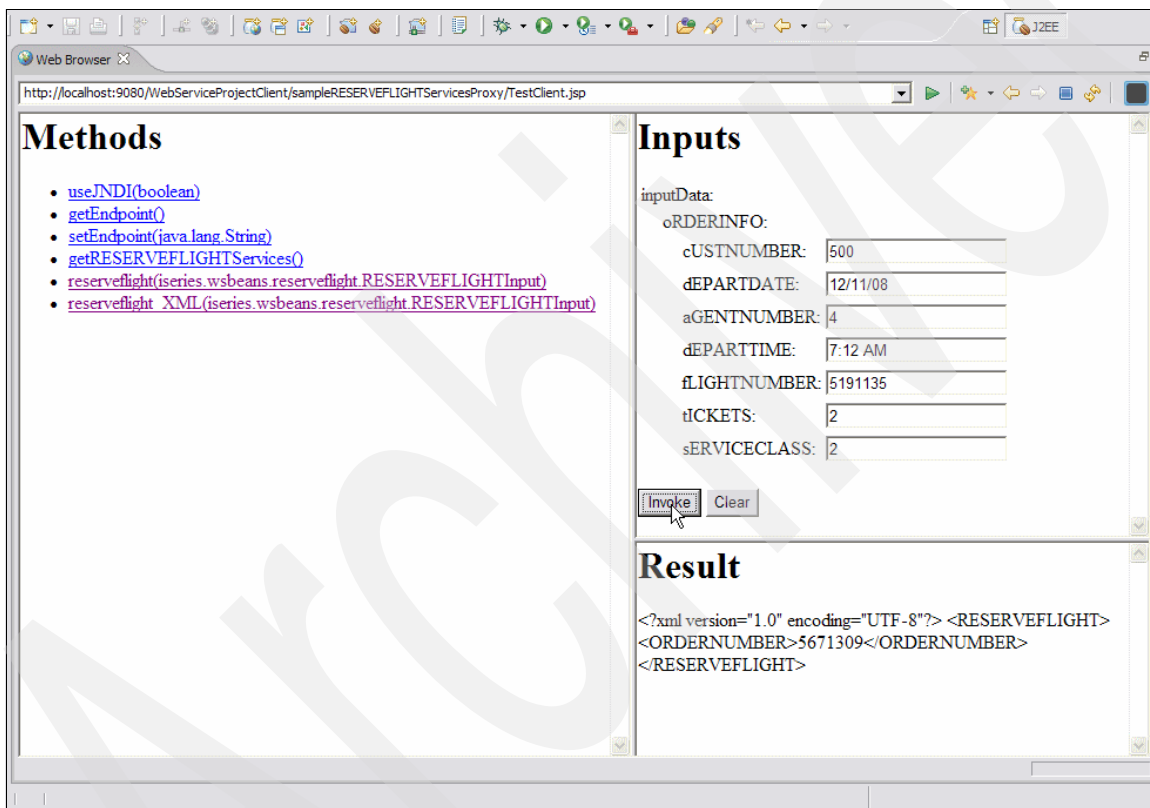 J2EE
Web Browser
http://localhost:9080/WebServiceProjectClient/sampleRESERVEFLIGHTServicesProxy/TestClient.jsp
Methods
• useJNDI(boolean)
• getEndpoint()
• setEndpoint(java.lang.String)
• getRESERVEFLIGHTServices()
• reserveflight(iseries.wsbeans.reserveflight.RESERVEFLIGHTInput)
• reserveflight_XML(iseries.wsbeans.reserveflight.RESERVEFLIGHTInput)
Inputs
inputData:
oRDERINFO:
cUSTNUMBER: 500
dEPARTDATE: 12/11/08
aGENTNUMBER: 4
dEPARTTIME: 7:12 AM
fLIGHTNUMBER: 5191135
tICKETS: 2
sERVICECLASS: 2
Invoke Clear
Result
<?xml version="1.0" encoding="UTF-8"?> <RESERVEFLIGHT>
<ORDERNUMBER>5671309</ORDERNUMBER>
</RESERVEFLIGHT>
Archive